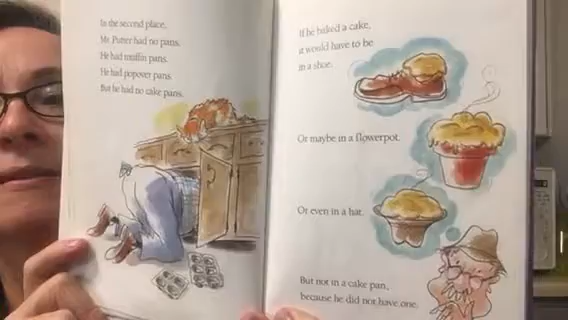 In the second place,
Mr. Putter had no pans.
He had muffin pans.
He had popover pans.
But he had no cake pans.
If he baked a cake,
it would have to be
in a shoe.
Or maybe in a flowerpot.
Or even in a hat.
But not in a cake pan,
because he did not have one.